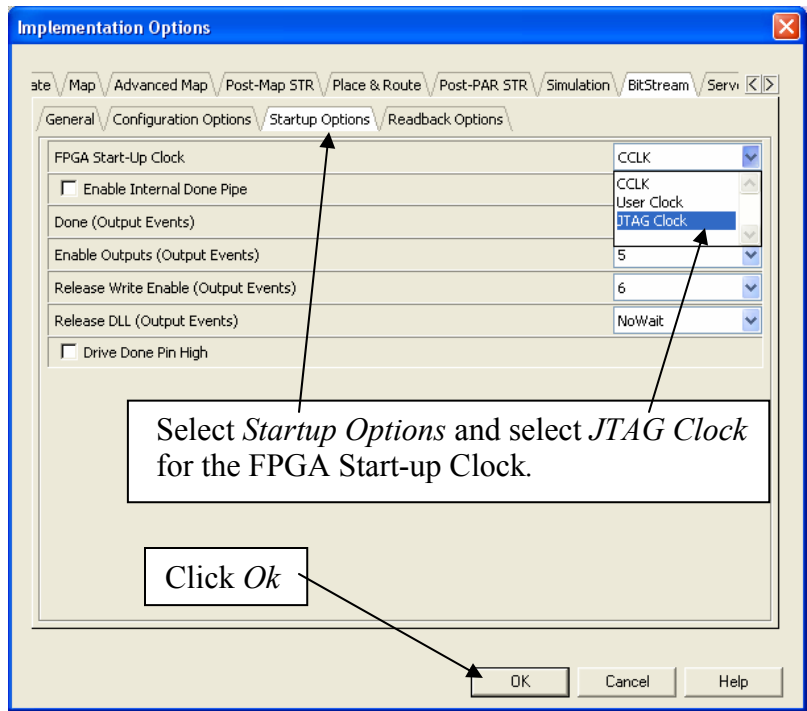 Implementation Options
ate Map Advanced Map Post-Map STR Place & Route Post-PAR STR Simulation BitStream Serv
General Configuration Options Startup Options Readback Options
FPGA Start-Up Clock CCLK
Enable Internal Done Pipe CCLK
User Clock
Done (Output Events) JTAG Clock
Enable Outputs (Output Events) 5
Release Write Enable (Output Events) 6
Release DLL (Output Events) NoWait
Drive Done Pin High
Select Startup Options and select JTAG Clock
for the FPGA Start-up Clock.
Click Ok
OK Cancel Help